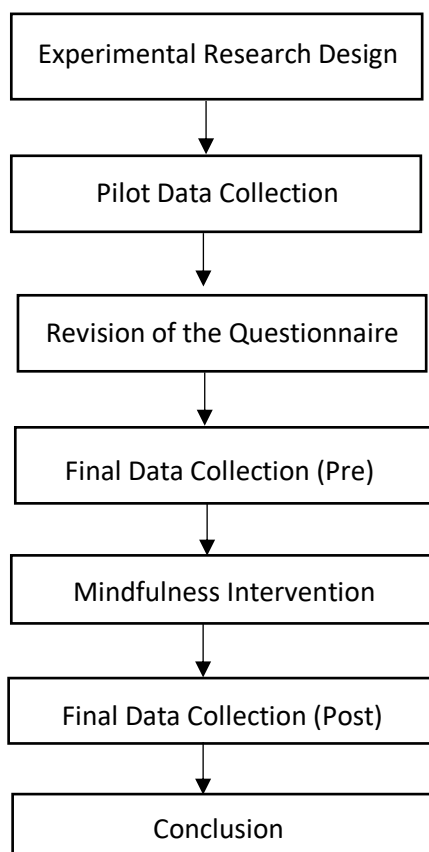 Experimental Research Design
Pilot Data Collection
Revision of the Questionnaire
Final Data Collection (Pre)
Mindfulness Intervention
Final Data Collection (Post)
Conclusion